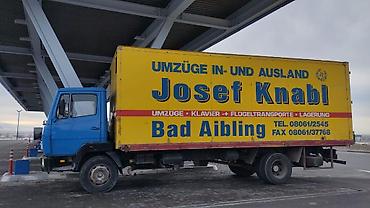 UMZÜGE IN- UND AUSLAND
Josef Knabl
UMZÜGE · KLAVIER - + FLÜGELTRANSPORTE · LAGERUNG
Bad Aibling
TEL. 08061/2545
FAX 08061/37768